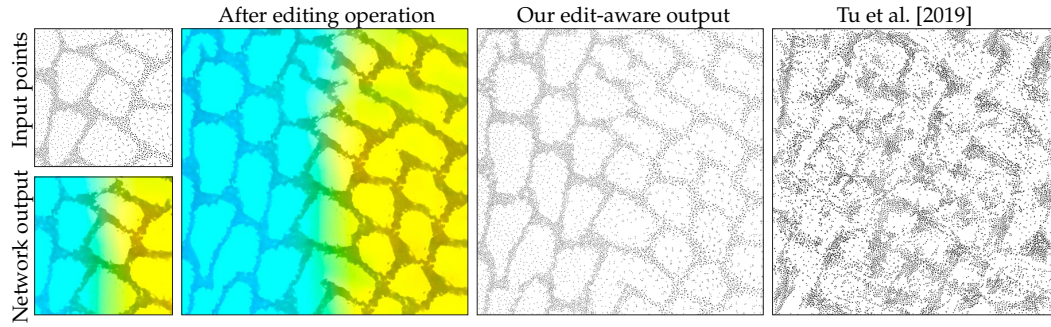 After editing operation
Our edit-aware output
Tu et al. [2019]
Input points
Network output